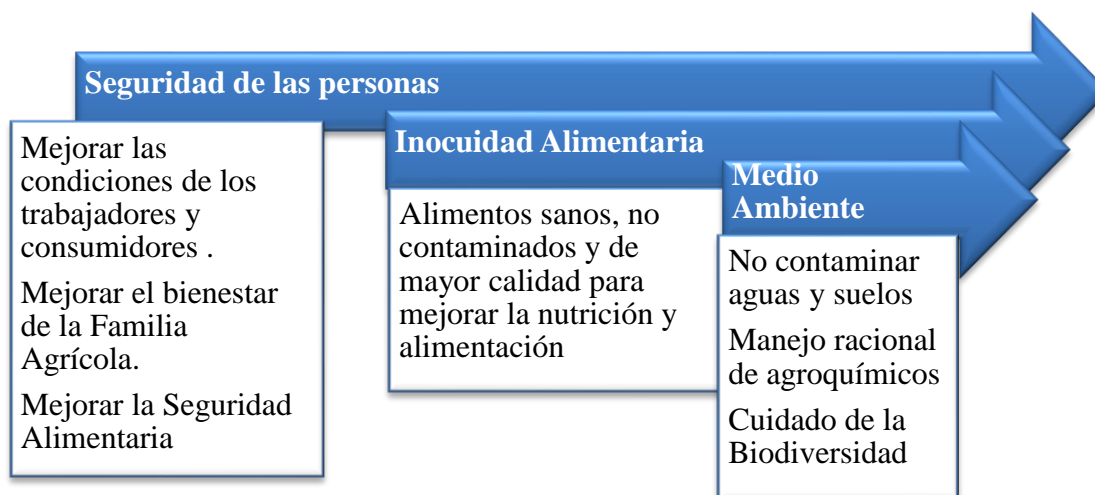 Seguridad de las personas
Mejorar las
condiciones de los
trabajadores y
consumidores .
Mejorar el bienestar
de la Familia
Agrícola.
Mejorar la Seguridad
Alimentaria
Inocuidad Alimentaria
Alimentos sanos, no
contaminados y de
mayor calidad para
mejorar la nutrición y
alimentación
Medio
Ambiente
No contaminar
aguas y suelos
Manejo racional
de agroquímicos
Cuidado de la
Biodiversidad